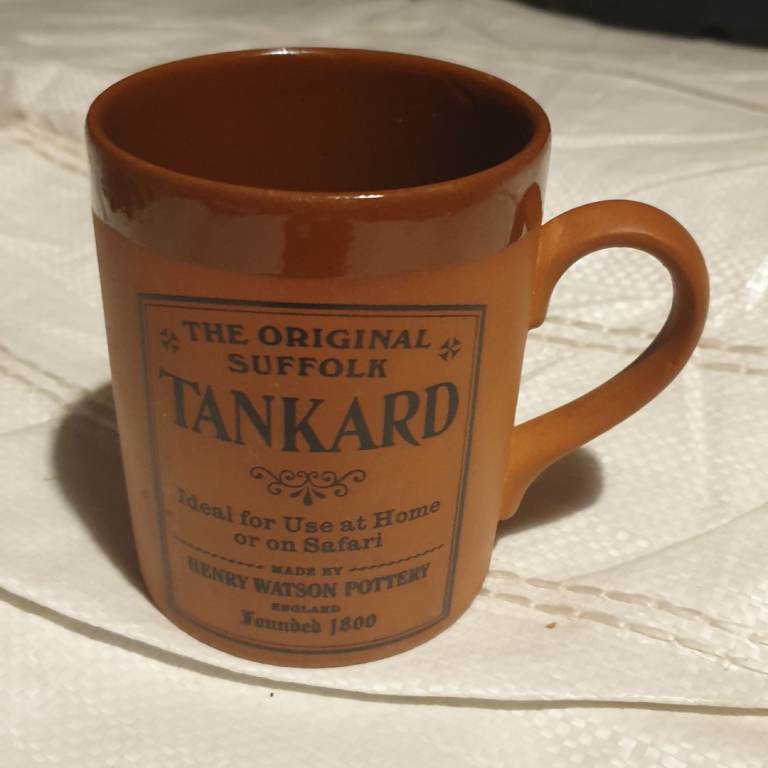 THE ORIGINAL
SUFFOLK
TANKARD
Ideal for Use at Home
or on Safari
MADE BY
HENRY WATSON POTTERY
ENGLAND
Founded 1800